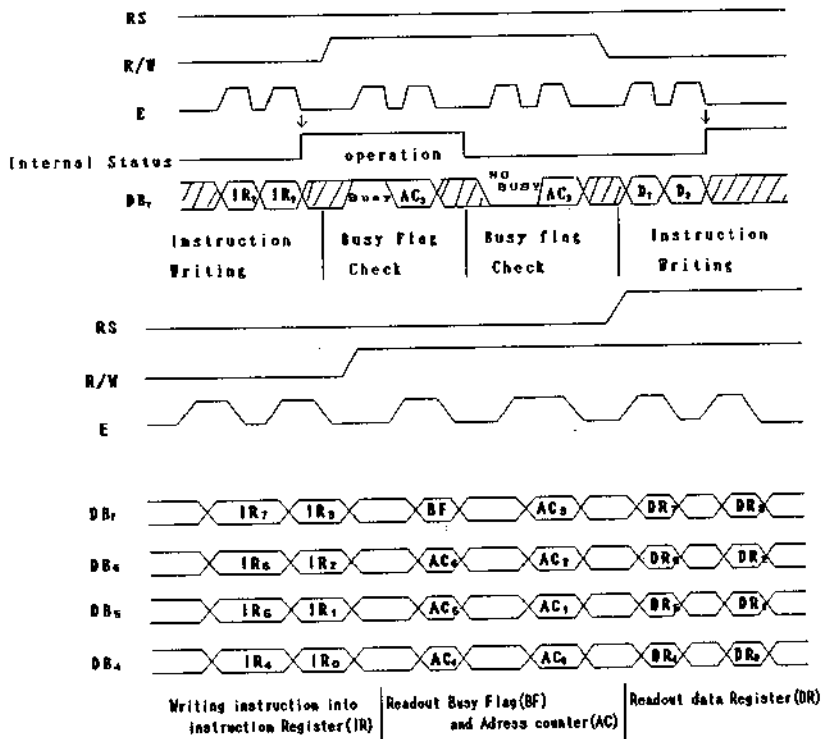 RS
R/W
E
Internal Status
operation
DB₇
IR₇ IR₃ Busy AC₃ NO BUSY AC₃ D₇ D₃
Instruction Writing
Busy Flag Check
Busy flag Check
Instruction Writing
RS
R/W
E
DB₇ IR₇ IR₃ BF AC₃ DR₇ DR₃
DB₆ IR₆ IR₂ AC₆ AC₂ DR₆ DR₂
DB₅ IR₅ IR₁ AC₅ AC₁ DR₅ DR₁
DB₄ IR₄ IR₀ AC₄ AC₀ DR₄ DR₀
Writing instruction into
instruction Register(IR)
Readout Busy Flag(BF)
and Adress counter(AC)
Readout data Register(DR)